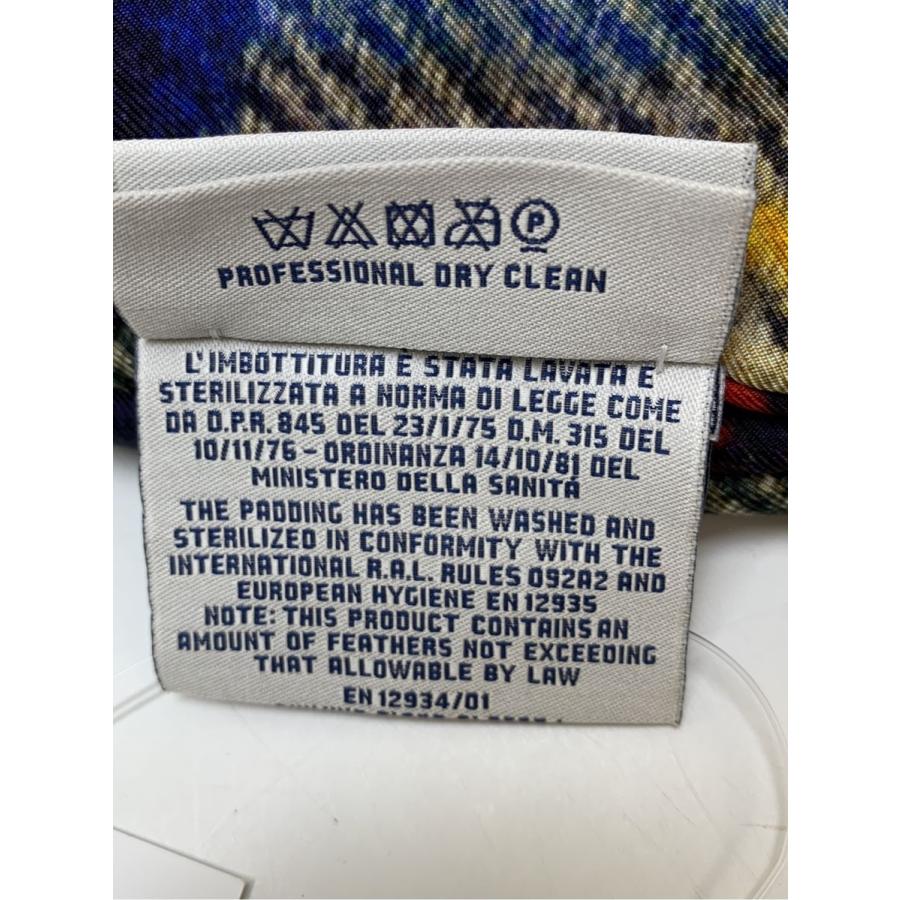 P
PROFESSIONAL DRY CLEAN
L'IMBOTTITURA E STATA LAVATA E
STERILIZZATA A NORMA DI LEGGE COME
DA D.P.R. 845 DEL 23/1/75 D.M. 315 DEL
10/11/76 - ORDINANZA 14/10/81 DEL
MINISTERO DELLA SANITÁ
THE PADDING HAS BEEN WASHED AND
STERILIZED IN CONFORMITY WITH THE
INTERNATIONAL R.A.L. RULES 092A2 AND
EUROPEAN HYGIENE EN 12935
NOTE: THIS PRODUCT CONTAINS AN
AMOUNT OF FEATHERS NOT EXCEEDING
THAT ALLOWABLE BY LAW
EN 12934/01